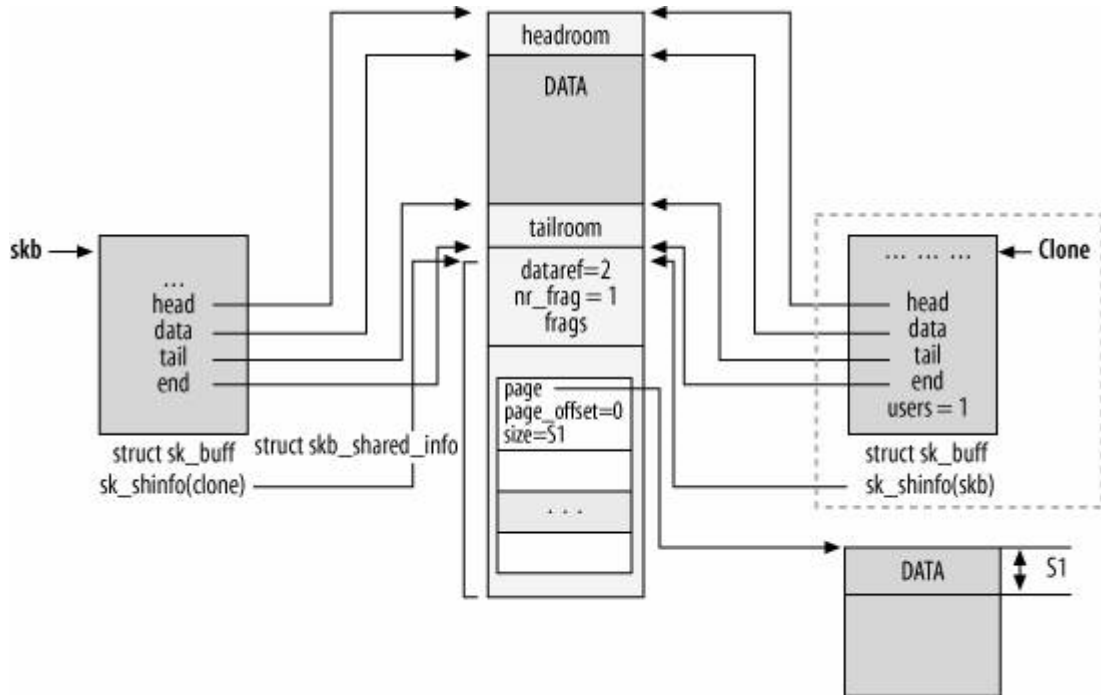 headroom
DATA
tailroom
dataref=2
nr_frag = 1
frags
page
page_offset=0
size=S1
. . .
skb
...
head
data
tail
end
struct sk_buff
sk_shinfo(clone)
struct skb_shared_info
Clone
... ... ...
head
data
tail
end
users = 1
struct sk_buff
sk_shinfo(skb)
DATA
S1